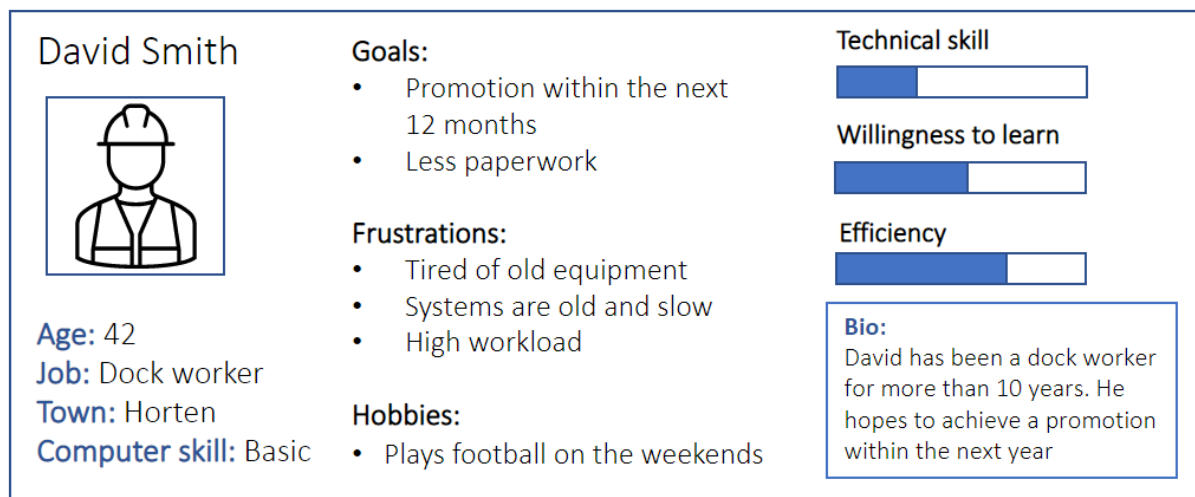 David Smith
Age: 42
Job: Dock worker
Town: Horten
Computer skill: Basic
Goals:
• Promotion within the next
12 months
• Less paperwork
Frustrations:
• Tired of old equipment
• Systems are old and slow
• High workload
Hobbies:
• Plays football on the weekends
Technical skill
Willingness to learn
Efficiency
Bio:
David has been a dock worker
for more than 10 years. He
hopes to achieve a promotion
within the next year